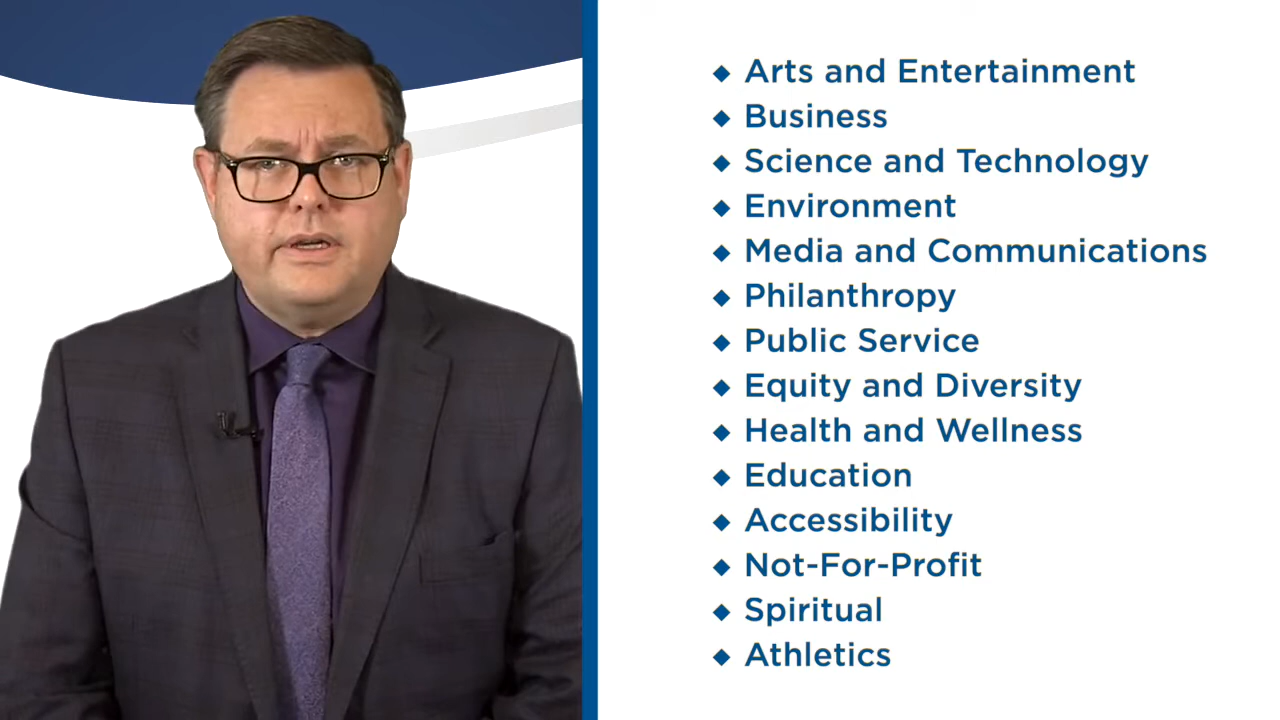 Arts and Entertainment
Business
Science and Technology
Environment
Media and Communications
Philanthropy
Public Service
Equity and Diversity
Health and Wellness
Education
Accessibility
Not-For-Profit
Spiritual
Athletics